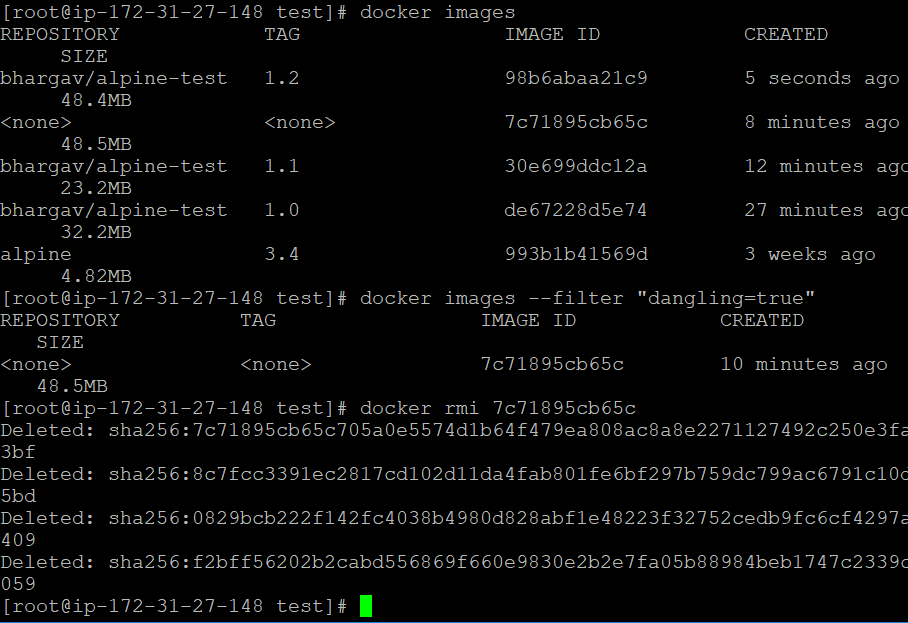 [root@ip-172-31-27-148 test]# docker images
REPOSITORY            TAG                 IMAGE ID            CREATED
     SIZE
bhargav/alpine-test   1.2                 98b6abaa21c9        5 seconds ago
     48.4MB
<none>                <none>              7c71895cb65c        8 minutes ago
     48.5MB
bhargav/alpine-test   1.1                 30e699ddc12a        12 minutes ago
     23.2MB
bhargav/alpine-test   1.0                 de67228d5e74        27 minutes ago
     32.2MB
alpine                3.4                 993b1b41569d        3 weeks ago
     4.82MB
[root@ip-172-31-27-148 test]# docker images --filter "dangling=true"
REPOSITORY          TAG                 IMAGE ID            CREATED
   SIZE
<none>              <none>              7c71895cb65c        10 minutes ago
   48.5MB
[root@ip-172-31-27-148 test]# docker rmi 7c71895cb65c
Deleted: sha256:7c71895cb65c705a0e5574d1b64f479ea808ac8a8e2271127492c250e3fa
3bf
Deleted: sha256:8c7fcc3391ec2817cd102d11da4fab801fe6bf297b759dc799ac6791c10d
5bd
Deleted: sha256:0829bcb222f142fc4038b4980d828abf1e48223f32752cedb9fc6cf4297a
409
Deleted: sha256:f2bff56202b2cabd556869f660e9830e2b2e7fa05b88984beb1747c2339c
059
[root@ip-172-31-27-148 test]#